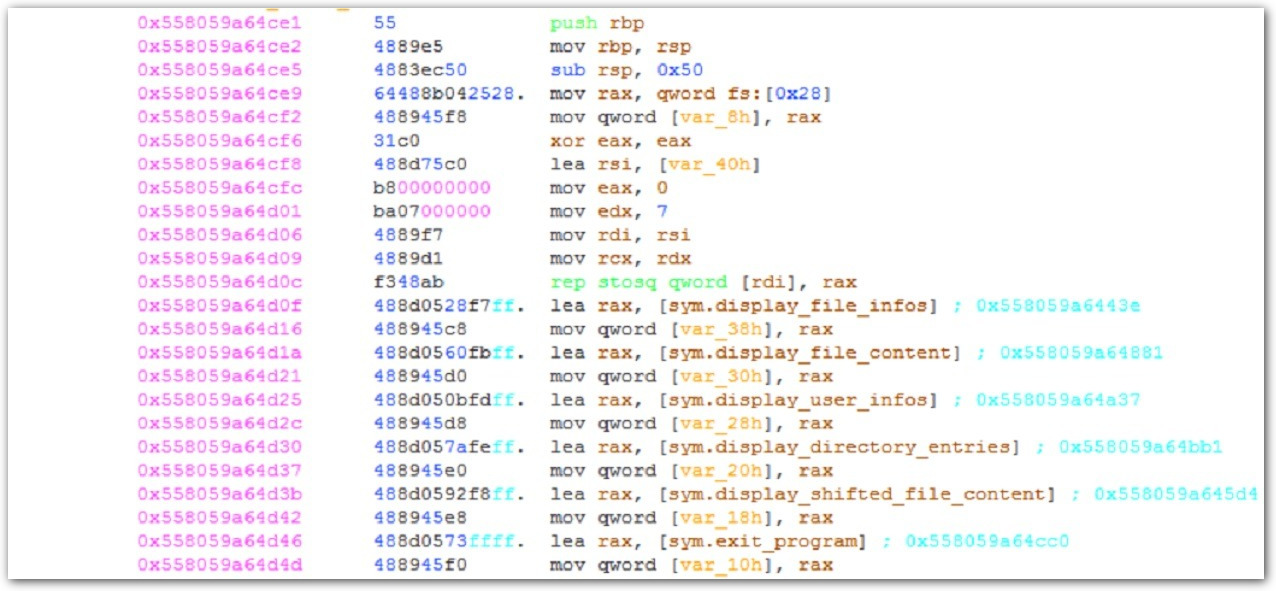 0x558059a64ce1 55 push rbp
0x558059a64ce2 4889e5 mov rbp, rsp
0x558059a64ce5 4883ec50 sub rsp, 0x50
0x558059a64ce9 64488b042528. mov rax, qword fs:[0x28]
0x558059a64cf2 488945f8 mov qword [var_8h], rax
0x558059a64cf6 31c0 xor eax, eax
0x558059a64cf8 488d75c0 lea rsi, [var_40h]
0x558059a64cfc b800000000 mov eax, 0
0x558059a64d01 ba07000000 mov edx, 7
0x558059a64d06 4889f7 mov rdi, rsi
0x558059a64d09 4889d1 mov rcx, rdx
0x558059a64d0c f348ab rep stosq qword [rdi], rax
0x558059a64d0f 488d0528f7ff. lea rax, [sym.display_file_infos] ; 0x558059a6443e
0x558059a64d16 488945c8 mov qword [var_38h], rax
0x558059a64d1a 488d0560fbff. lea rax, [sym.display_file_content] ; 0x558059a64881
0x558059a64d21 488945d0 mov qword [var_30h], rax
0x558059a64d25 488d050bfdff. lea rax, [sym.display_user_infos] ; 0x558059a64a37
0x558059a64d2c 488945d8 mov qword [var_28h], rax
0x558059a64d30 488d057afeff. lea rax, [sym.display_directory_entries] ; 0x558059a64bb1
0x558059a64d37 488945e0 mov qword [var_20h], rax
0x558059a64d3b 488d0592f8ff. lea rax, [sym.display_shifted_file_content] ; 0x558059a645d4
0x558059a64d42 488945e8 mov qword [var_18h], rax
0x558059a64d46 488d0573ffff. lea rax, [sym.exit_program] ; 0x558059a64cc0
0x558059a64d4d 488945f0 mov qword [var_10h], rax